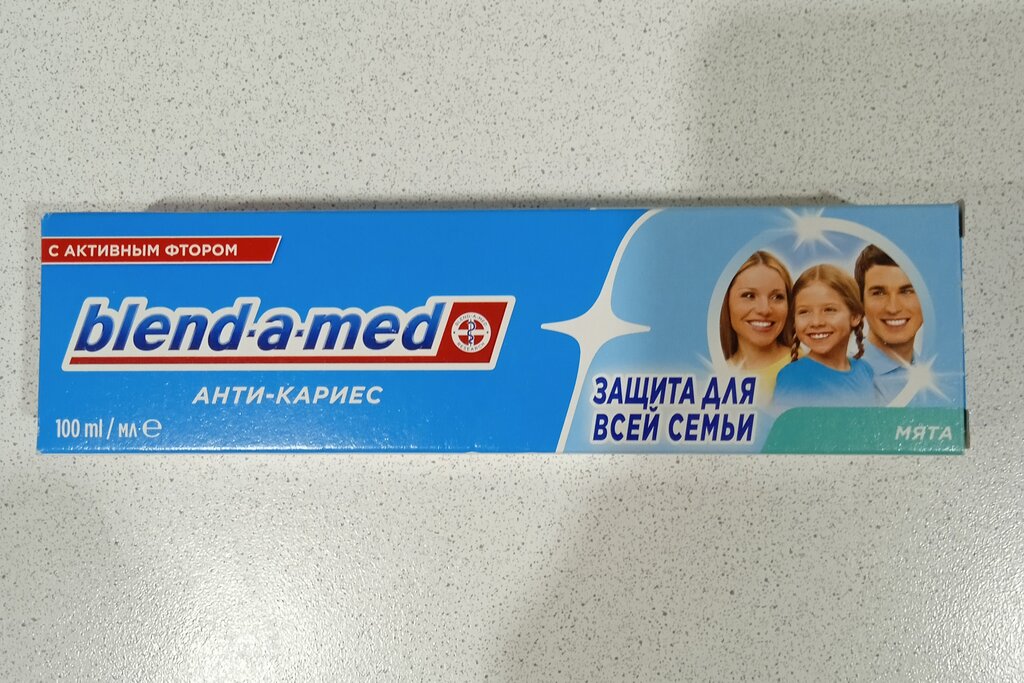 С АКТИВНЫМ ФТОРОМ
blend-a-med
АНТИ-КАРИЕС
100 ml / мл e
ЗАЩИТА ДЛЯ
ВСЕЙ СЕМЬИ
МЯТА